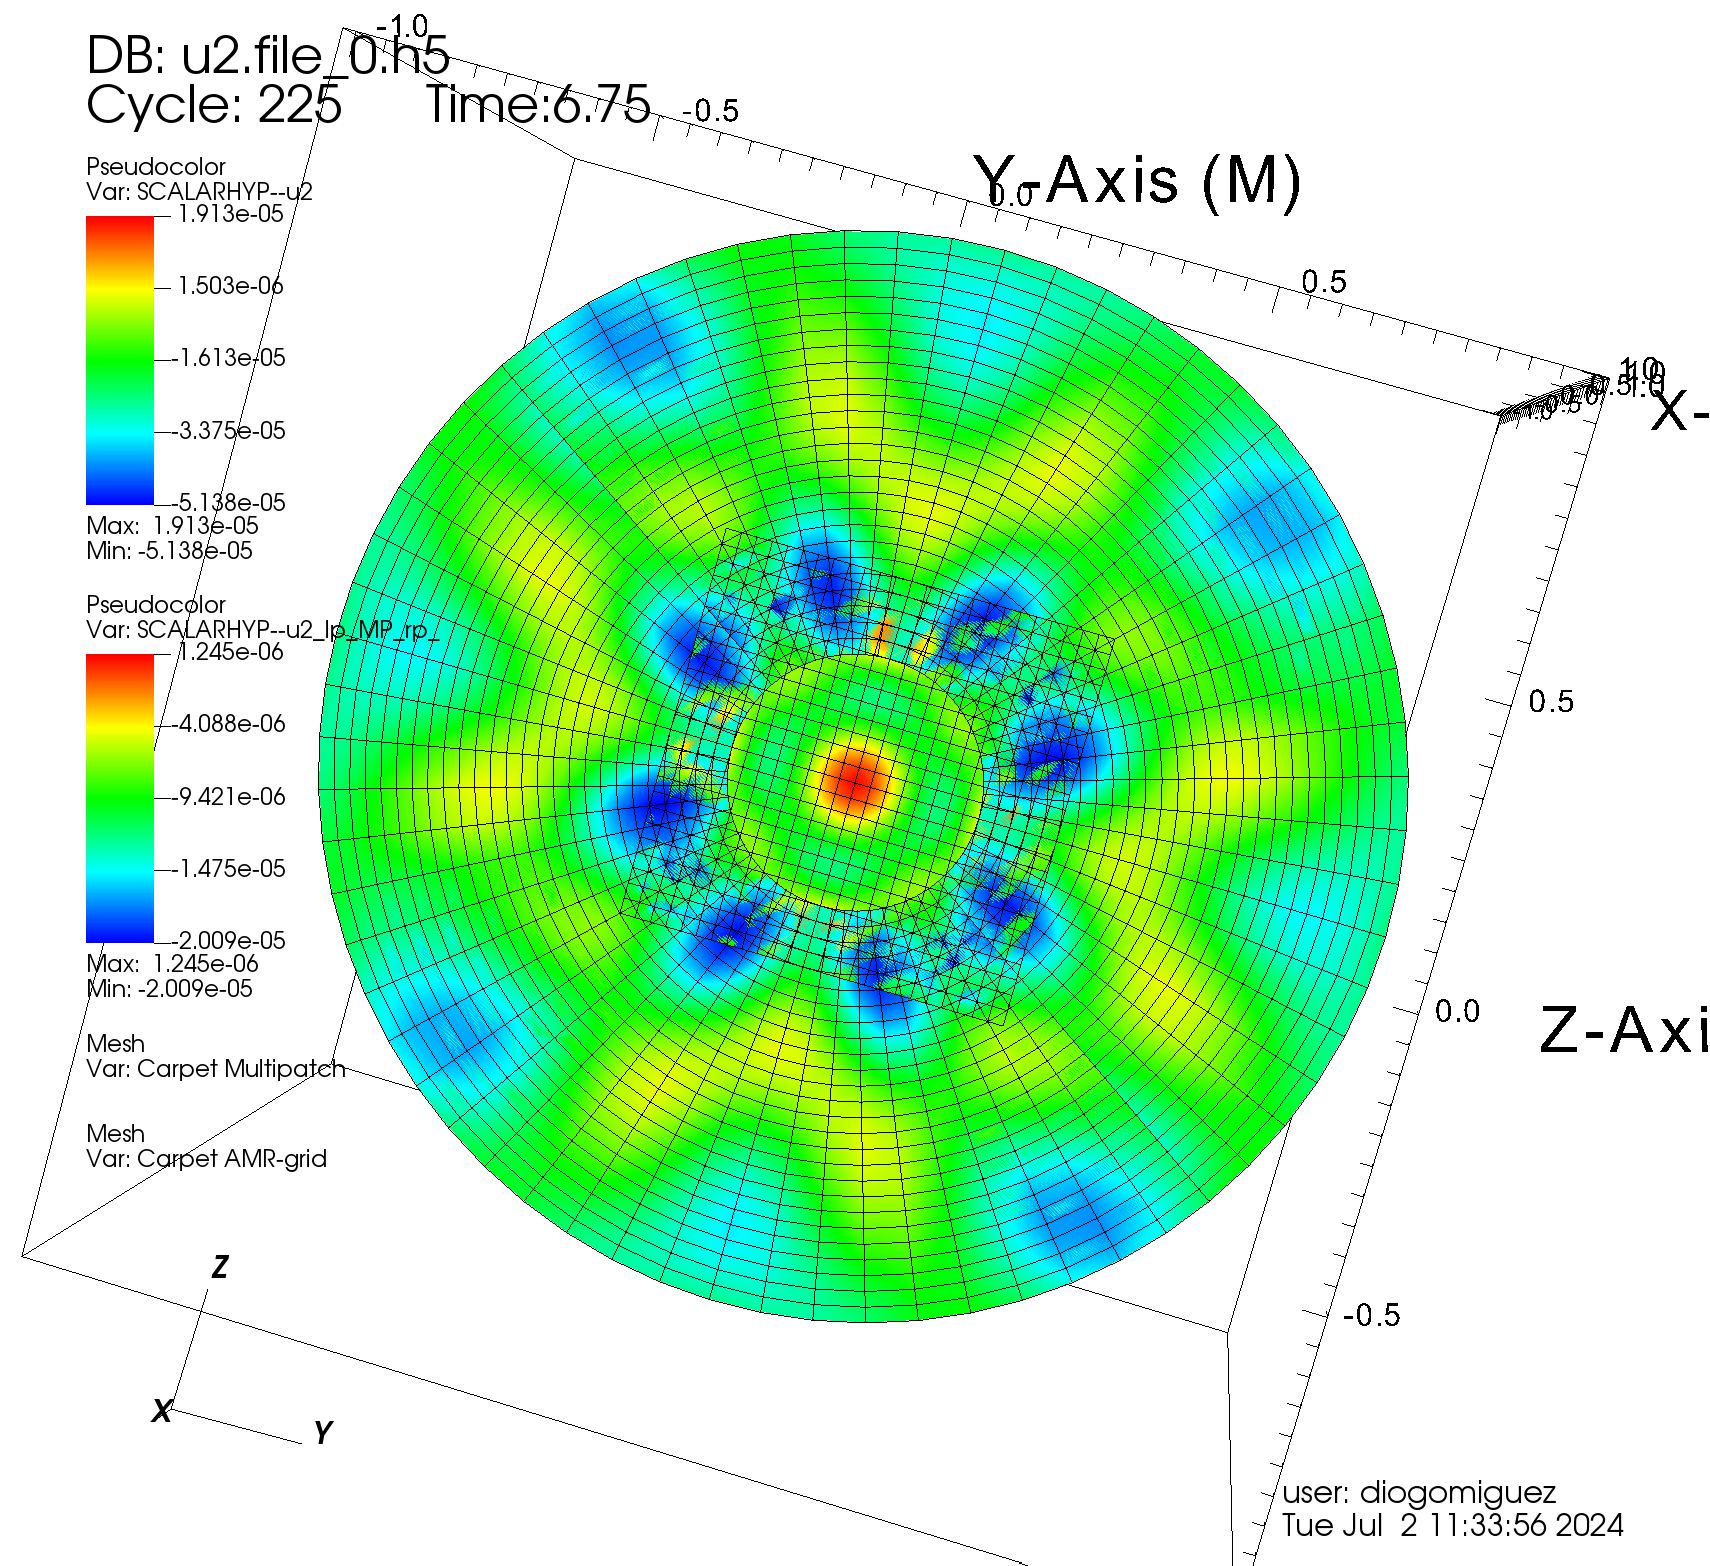 DB: u2.file_0.h5
Cycle: 225 Time:6.75
Pseudocolor
Var: SCALARHYP--u2
1.913e-05
1.503e-06
-1.613e-05
-3.375e-05
-5.138e-05
Max: 1.913e-05
Min: -5.138e-05
Pseudocolor
Var: SCALARHYP--u2_lp_MP_rp_
1.245e-06
-4.088e-06
-9.421e-06
-1.475e-05
-2.009e-05
Max: 1.245e-06
Min: -2.009e-05
Mesh
Var: Carpet Multipatch
Mesh
Var: Carpet AMR-grid
-1.0
-0.5
0.0
Y-Axis (M)
0.5
1.0
X-
0.5
0.0
Z-Axi
-0.5
Z
X
Y
user: diogomiguez
Tue Jul 2 11:33:56 2024